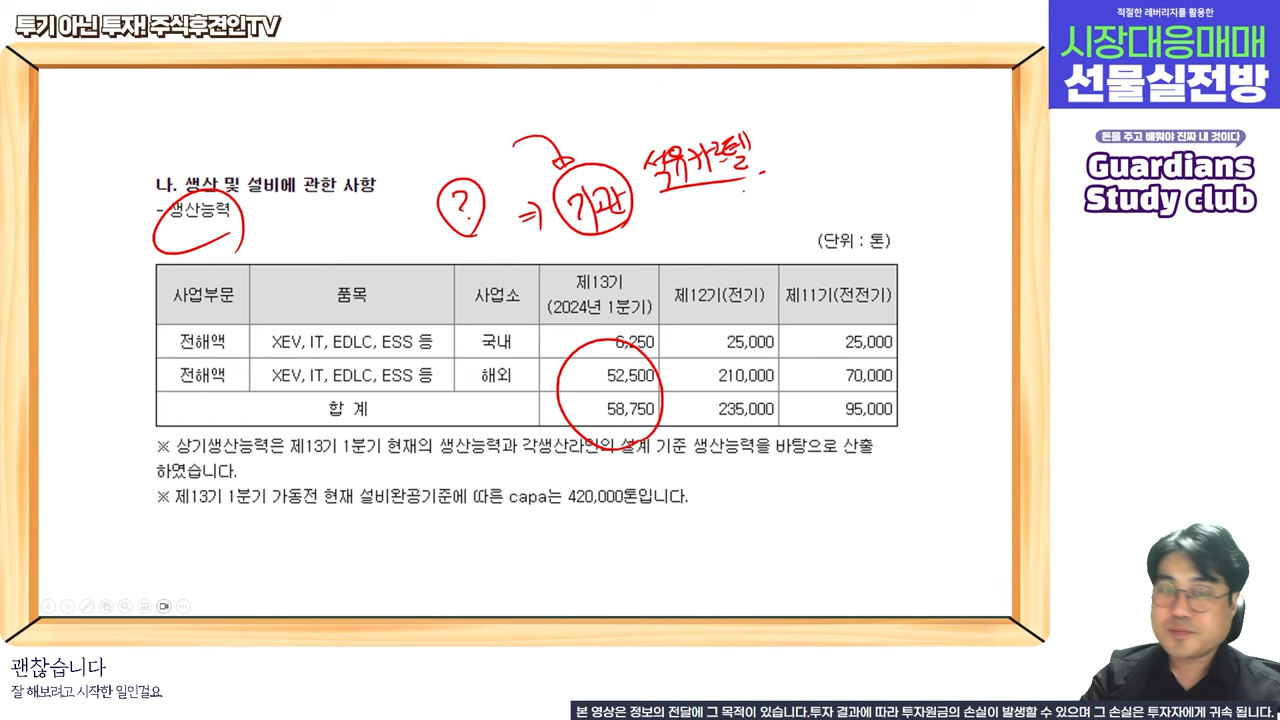 투기 아닌 투자! 주식후견인TV
적절한 레버리지를 활용한
시장대응매매
선물실전방
돈을 주고 배워야 진짜 내 것이다
Guardians
Study club
석유카르텔
? ⇒ 기관
나. 생산 및 설비에 관한 사항
- 생산능력
(단위 : 톤)
사업부문 품목 사업소 제13기 (2024년 1분기) 제12기(전기) 제11기(전전기)
전해액 XEV, IT, EDLC, ESS 등 국내 6,250 25,000 25,000
전해액 XEV, IT, EDLC, ESS 등 해외 52,500 210,000 70,000
합 계 58,750 235,000 95,000
※ 상기생산능력은 제13기 1분기 현재의 생산능력과 각생산라인의 설계 기준 생산능력을 바탕으로 산출
하였습니다.
※ 제13기 1분기 가동전 현재 설비완공기준에 따른 capa는 420,000톤입니다.
괜찮습니다
잘 해보려고 시작한 일인걸요
본 영상은 정보의 전달에 그 목적이 있습니다.투자 결과에 따라 투자원금의 손실이 발생할 수 있으며 그 손실은 투자자에게 귀속 됩니다.